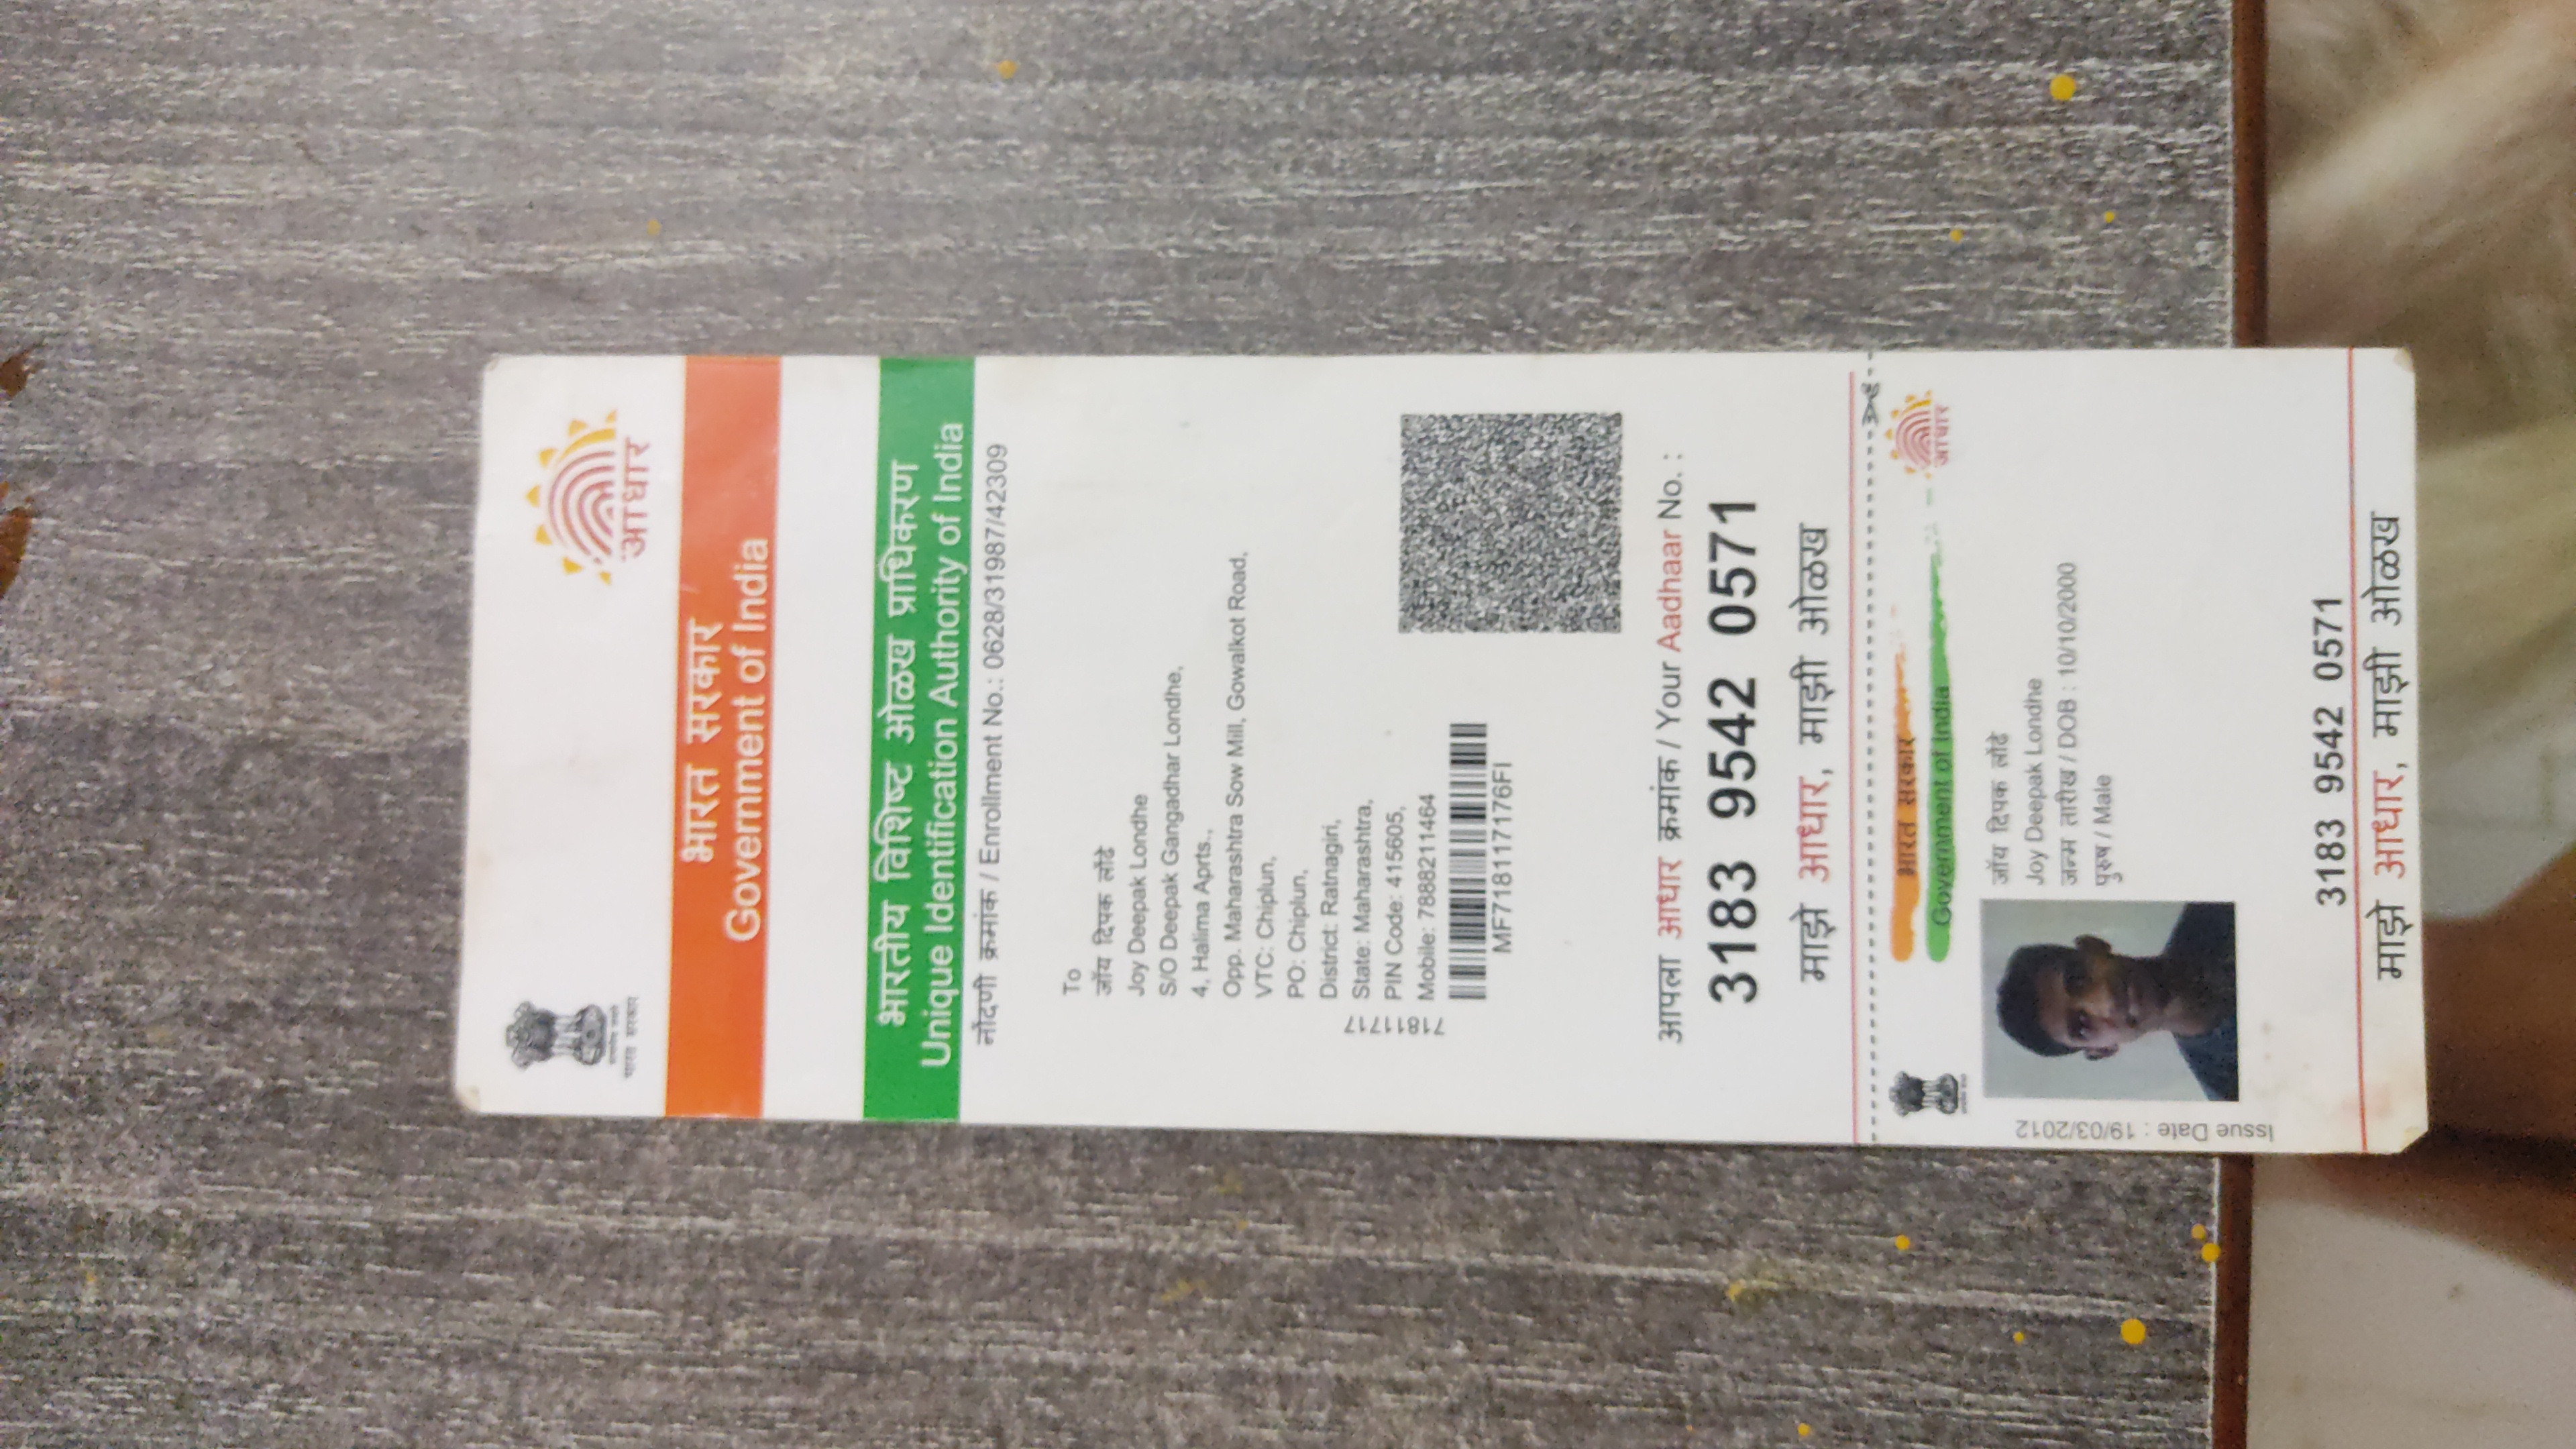 आधार
भारत सरकार
Government of India
भारतीय विशिष्ट ओळख प्राधिकरण
Unique Identification Authority of India
नोंदणी क्रमांक / Enrollment No.: 0628/31987/42309
To
जॉय दिपक लोंढे
Joy Deepak Londhe
S/O Deepak Gangadhar Londhe,
4, Halima Aprts.,
Opp. Maharashtra Sow Mill, Gowalkot Road,
VTC: Chiplun,
PO: Chiplun,
District: Ratnagiri,
State: Maharashtra,
PIN Code: 415605,
Mobile: 7888211464
71811717
MF718117176FI
आपला आधार क्रमांक / Your Aadhaar No. :
3183 9542 0571
माझे आधार, माझी ओळख
भारत सरकार
Government of India
आधार
जॉय दिपक लोंढे
Joy Deepak Londhe
जन्म तारीख / DOB : 10/10/2000
पुरुष / Male
Issue Date : 19/03/2012
3183 9542 0571
माझे आधार, माझी ओळख